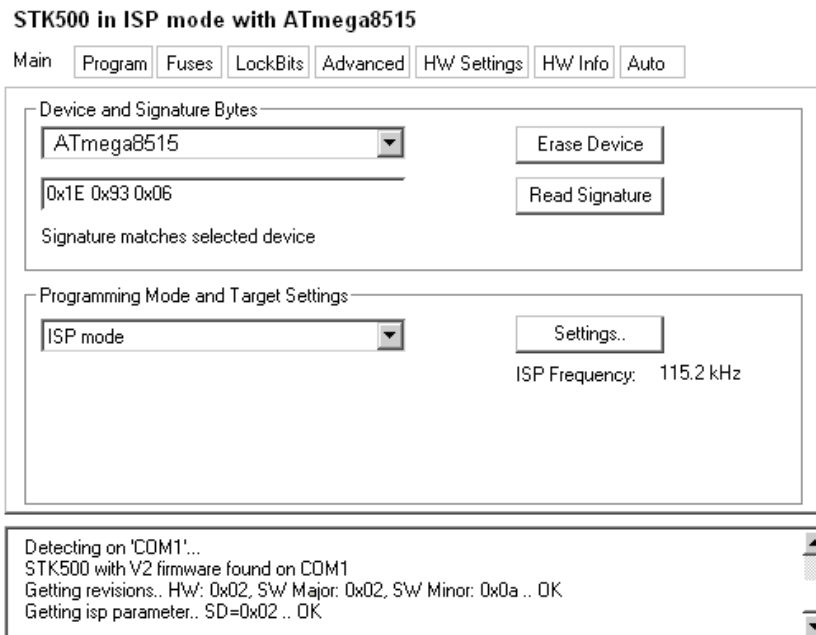 STK500 in ISP mode with ATmega8515
Main Program Fuses LockBits Advanced HW Settings HW Info Auto
Device and Signature Bytes
ATmega8515 Erase Device
0x1E 0x93 0x06 Read Signature
Signature matches selected device
Programming Mode and Target Settings
ISP mode Settings..
ISP Frequency: 115.2 kHz
Detecting on 'COM1'...
STK500 with V2 firmware found on COM1
Getting revisions.. HW: 0x02, SW Major: 0x02, SW Minor: 0x0a .. OK
Getting isp parameter.. SD=0x02 .. OK